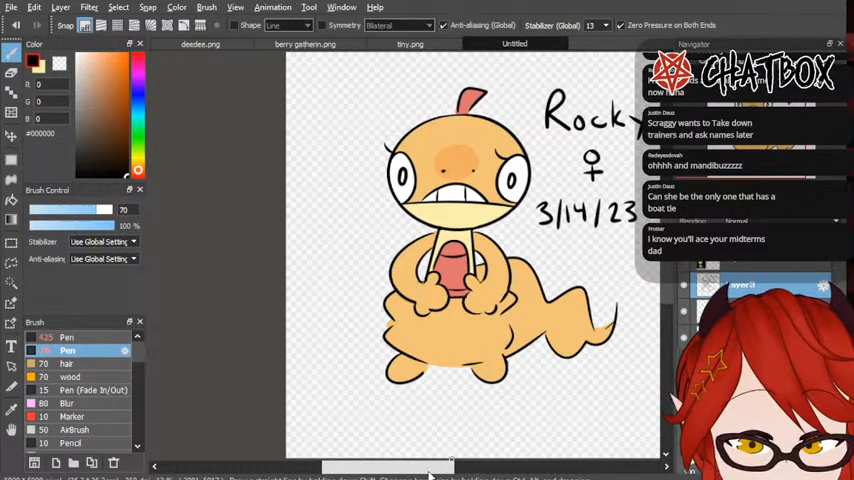 File Edit Layer Filter Select Snap Color Brush View Animation Tool Window Help
Snap Shape Line Symmetry Bilateral Anti-aliasing (Global) Stabilizer (Global) 13 Zero Pressure on Both Ends
Color
deedee.png berry gatherin.png tiny.png Untitled
Navigator
R 0
G 0
B 0
#000000
Brush Control
70
100 %
Stabilizer Use Global Setting
Anti-aliasing Use Global Setting
Brush
425 Pen
70 Pen
70 hair
70 wood
15 Pen (Fade In/Out)
80 Blur
10 Marker
50 AirBrush
10 Pencil
Rocky
♀
3/14/23
CHATBOX
now haha
Justin Dauz
Scraggy wants to Take down
trainers and ask names later
Redeyesdovah
ohhhh and mandibuzzzzz
Justin Dauz
Can she be the only one that has a
boat tie
Protter
I know you'll ace your midterms
dad
Normal
Layer3